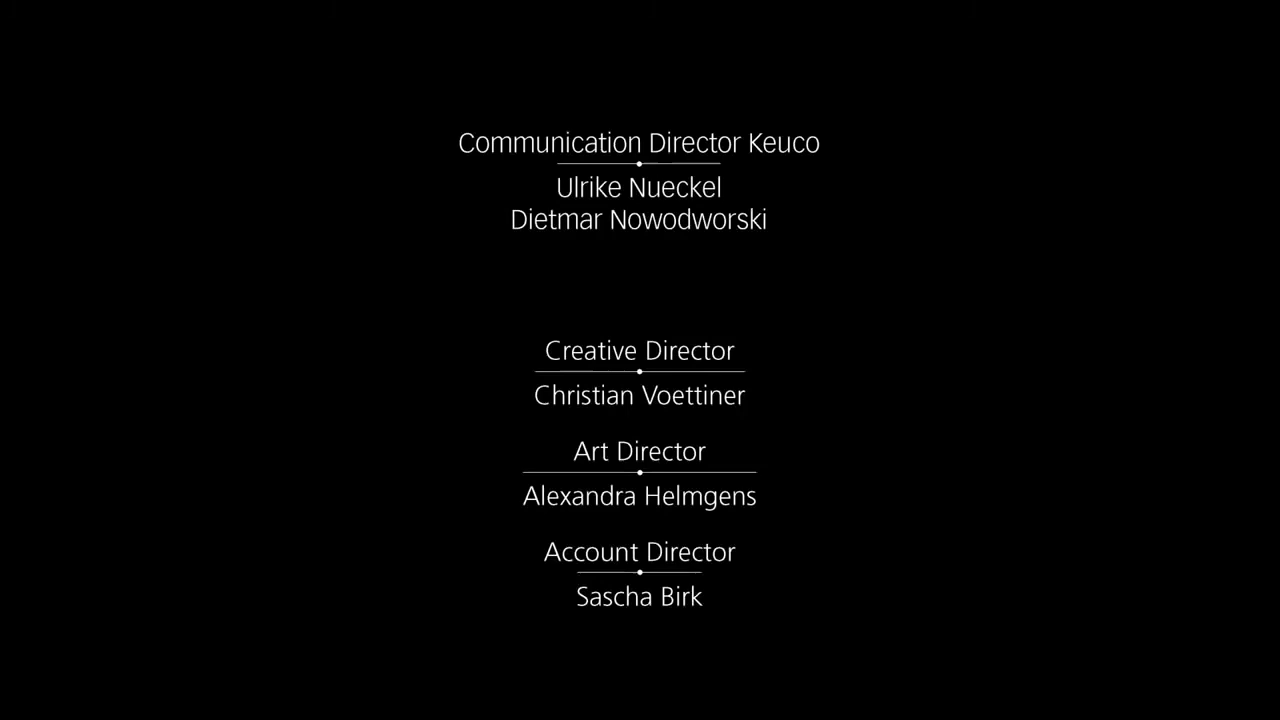 Communication Director Keuco
Ulrike Nueckel
Dietmar Nowodworski
Creative Director
Christian Voettiner
Art Director
Alexandra Helmgens
Account Director
Sascha Birk